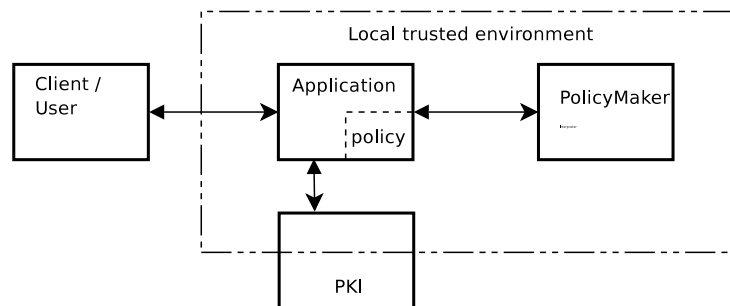 Local trusted environment
Client /
User
Application
policy
PolicyMaker
PKI